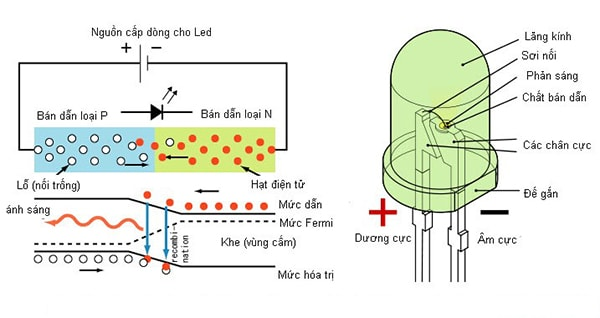 Nguồn cấp dòng cho Led
+ −
Bán dẫn loại P
Bán dẫn loại N
Lỗ (nối trống)
Hạt điện tử
ánh sáng
Mức dẫn
Mức Fermi
Khe (vùng cấm)
Mức hóa trị
recombi-
nation
Lăng kính
Sợi nối
Phản sáng
Chất bán dẫn
Các chân cực
Đế gắn
+ −
Dương cực
Âm cực